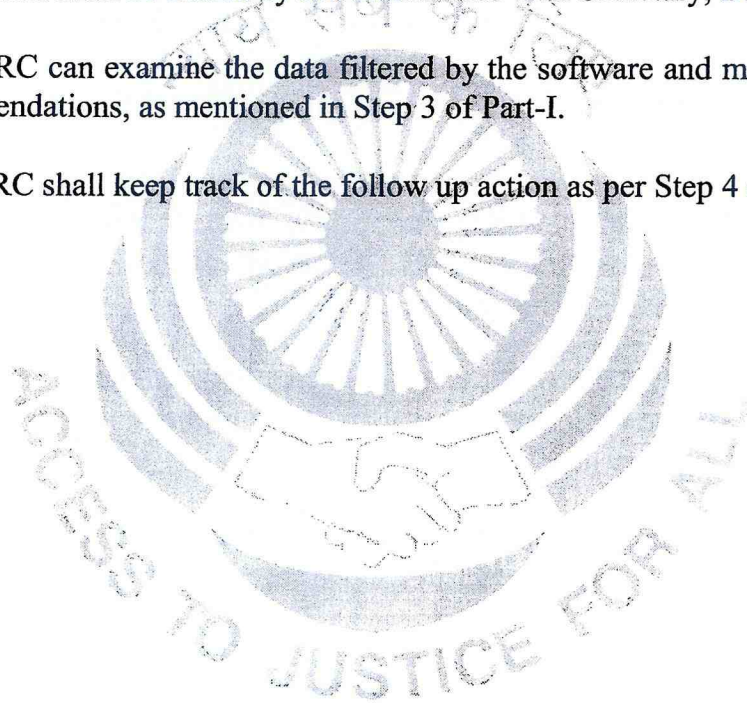 RC can examine the data filtered by the software and m
endations, as mentioned in Step 3 of Part-I.
RC shall keep track of the follow up action as per Step 4
ACCESS TO JUSTICE FOR ALL